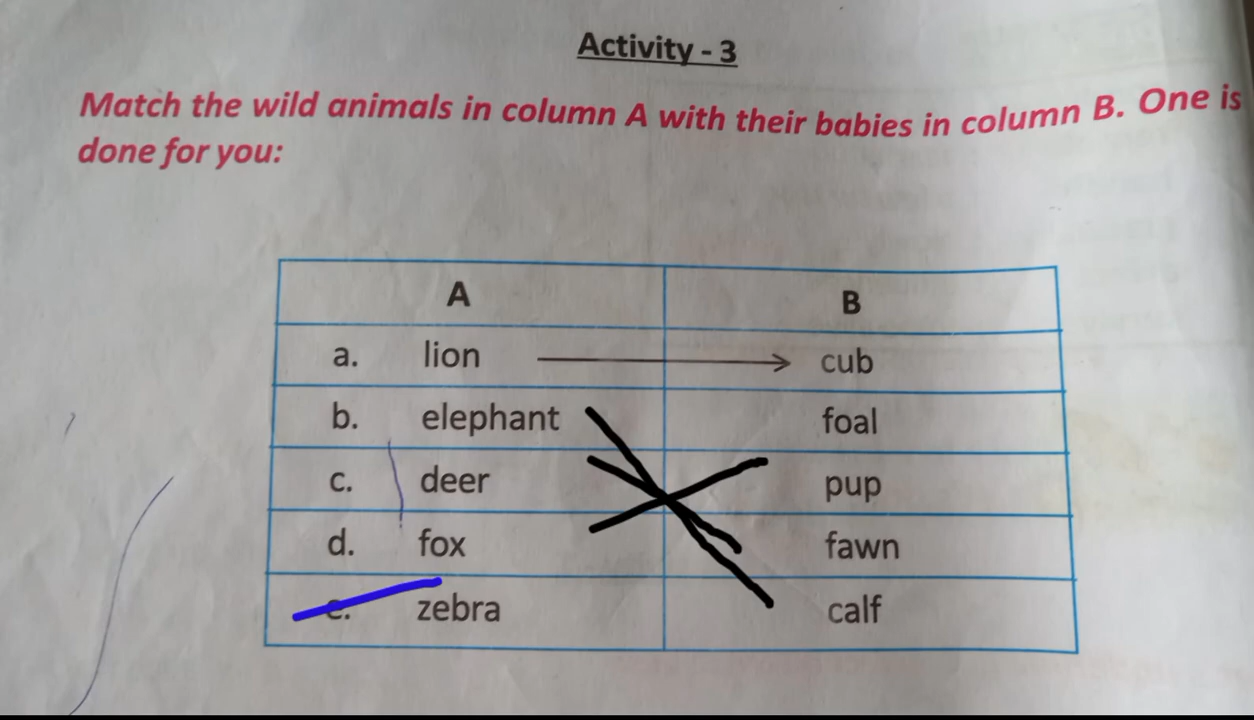 Activity - 3
Match the wild animals in column A with their babies in column B. One is
done for you:
A B
a. lion cub
b. elephant foal
c. deer pup
d. fox fawn
e. zebra calf